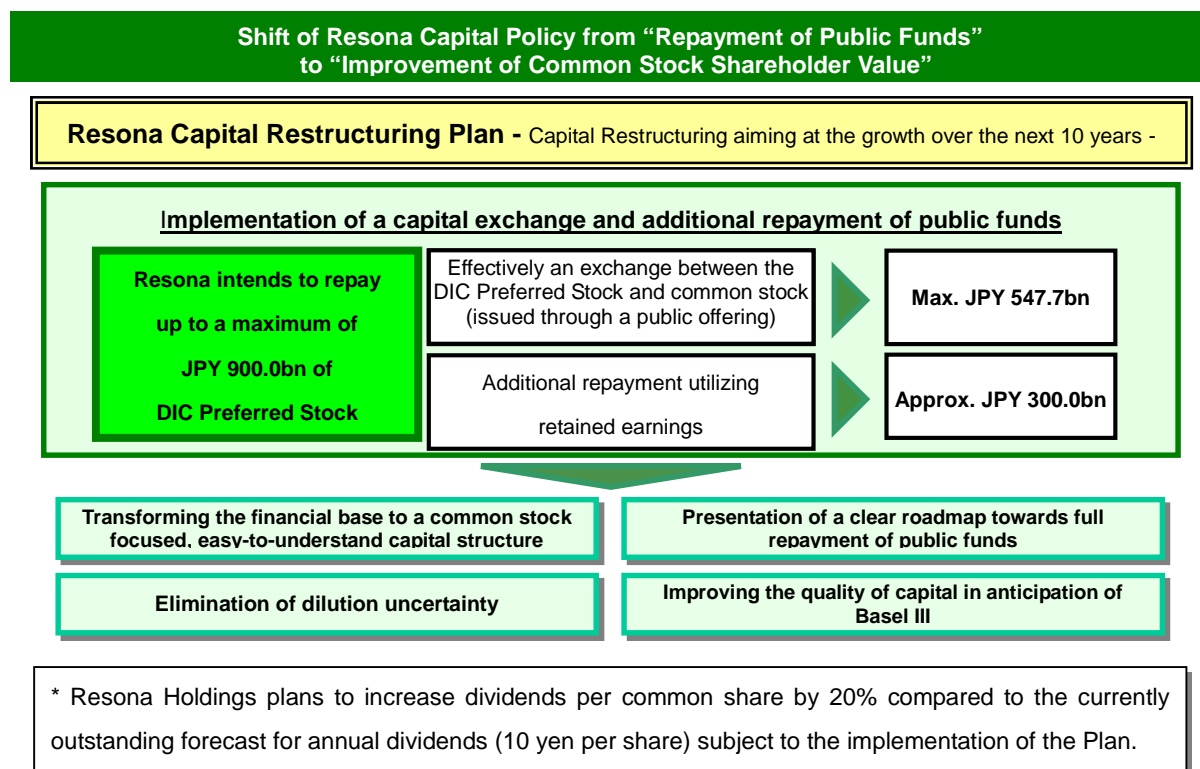 Shift of Resona Capital Policy from “Repayment of Public Funds”
to “Improvement of Common Stock Shareholder Value”
Resona Capital Restructuring Plan - Capital Restructuring aiming at the growth over the next 10 years -
Implementation of a capital exchange and additional repayment of public funds
Resona intends to repay
up to a maximum of
JPY 900.0bn of
DIC Preferred Stock
Effectively an exchange between the
DIC Preferred Stock and common stock
(issued through a public offering)
Max. JPY 547.7bn
Additional repayment utilizing
retained earnings
Approx. JPY 300.0bn
Transforming the financial base to a common stock
focused, easy-to-understand capital structure
Presentation of a clear roadmap towards full
repayment of public funds
Elimination of dilution uncertainty
Improving the quality of capital in anticipation of
Basel III
* Resona Holdings plans to increase dividends per common share by 20% compared to the currently
outstanding forecast for annual dividends (10 yen per share) subject to the implementation of the Plan.